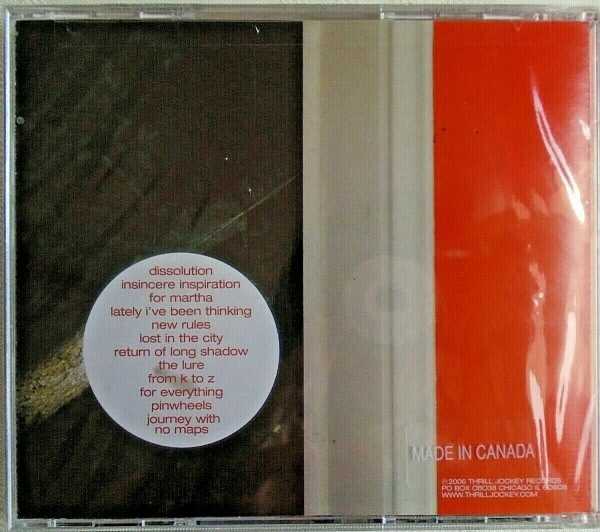 dissolution
insincere inspiration
for martha
lately i've been thinking
new rules
lost in the city
return of long shadow
the lure
from k to z
for everything
pinwheels
journey with
no maps
MADE IN CANADA
℗2006 THRILL JOCKEY RECORDS
PO BOX 08038 CHICAGO IL 60608
WWW.THRILLJOCKEY.COM